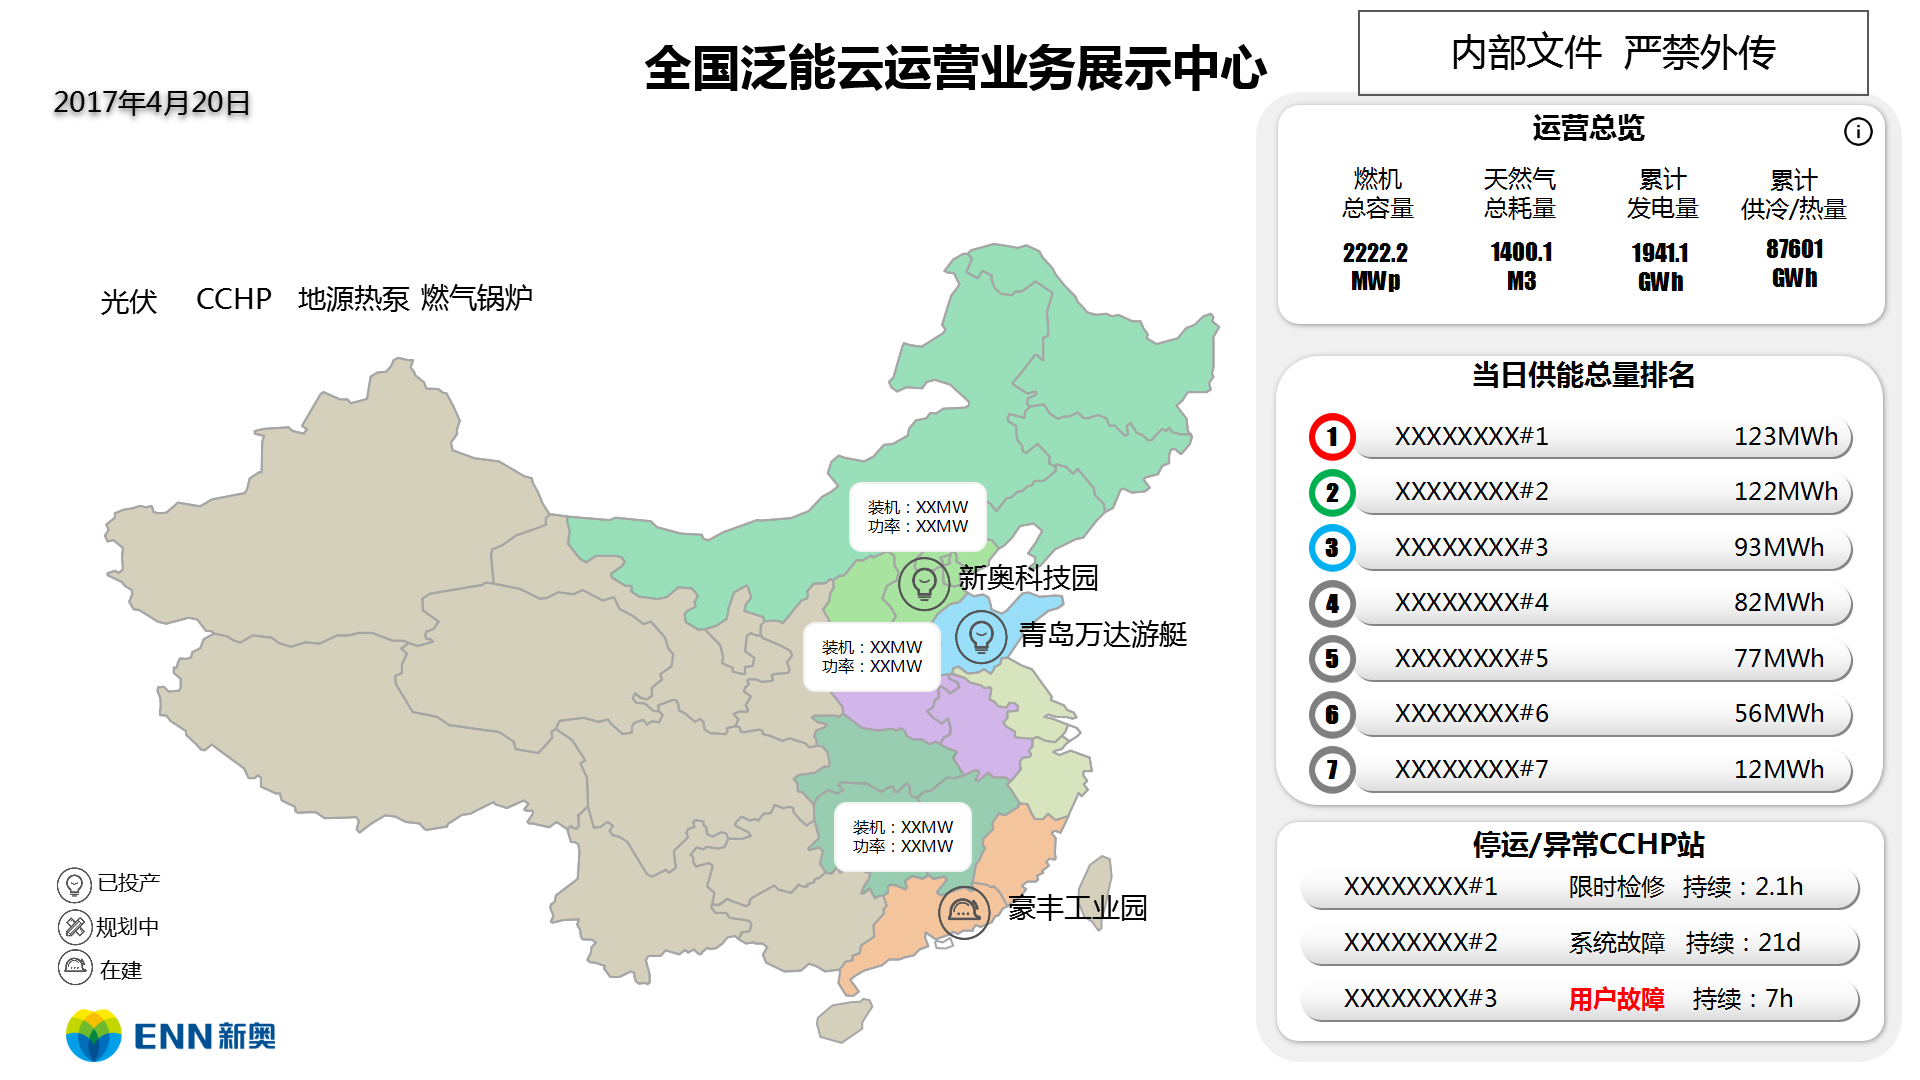 全国泛能云运营业务展示中心
内部文件 严禁外传
2017年4月20日
光伏 CCHP 地源热泵 燃气锅炉
运营总览
燃机 天然气 累计 累计
总容量 总耗量 发电量 供冷/热量
2222.2 1400.1 1941.1 87601
MWp M3 GWh GWh
当日供能总量排名
1 XXXXXXXX#1 123MWh
2 XXXXXXXX#2 122MWh
3 XXXXXXXX#3 93MWh
4 XXXXXXXX#4 82MWh
5 XXXXXXXX#5 77MWh
6 XXXXXXXX#6 56MWh
7 XXXXXXXX#7 12MWh
停运/异常CCHP站
XXXXXXXX#1 限时检修 持续：2.1h
XXXXXXXX#2 系统故障 持续：21d
XXXXXXXX#3 用户故障 持续：7h
装机：XXMW
功率：XXMW
新奥科技园
青岛万达游艇
装机：XXMW
功率：XXMW
装机：XXMW
功率：XXMW
豪丰工业园
已投产
规划中
在建
ENN新奥